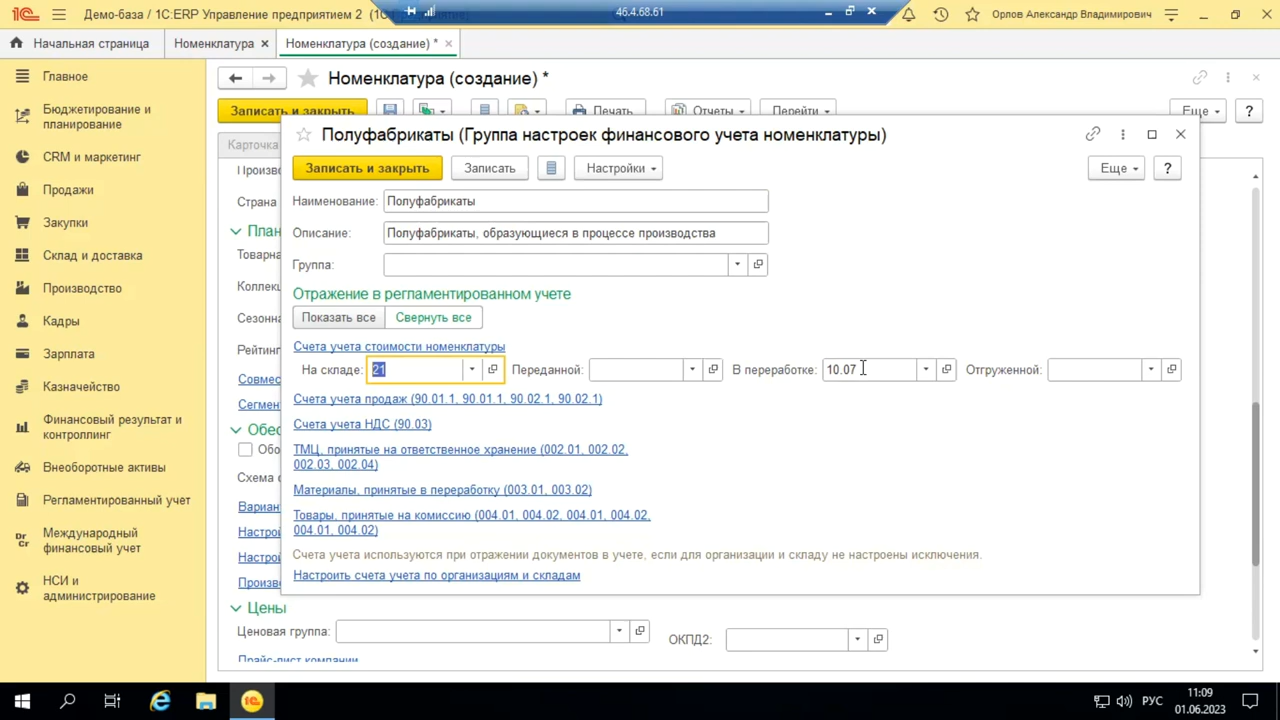 Демо-база / 1С:ERP Управление предприятием 2 (1С
46.4.68.61
Орлов Александр Владимирович
Начальная страница
Номенклатура
Номенклатура (создание) *
Главное
Бюджетирование и
планирование
CRM и маркетинг
Продажи
Закупки
Склад и доставка
Производство
Кадры
Зарплата
Казначейство
Финансовый результат и
контроллинг
Внеоборотные активы
Регламентированный учет
Международный
финансовый учет
НСИ и
администрирование
Номенклатура (создание) *
Записать и закрыть
Печать
Отчеты
Перейти
Еще
?
Карточка
Произво
Страна
План
Товарна
Коллекц
Сезонна
Рейтинг
Совмес
Сегмен
Обес
Обо
Схема о
Вариан
Настрой
Настрой
Произво
Полуфабрикаты (Группа настроек финансового учета номенклатуры)
Записать и закрыть
Записать
Настройки
Еще
?
Наименование:
Полуфабрикаты
Описание:
Полуфабрикаты, образующиеся в процессе производства
Группа:
Отражение в регламентированном учете
Показать все
Свернуть все
Счета учета стоимости номенклатуры
На складе: 21 Переданной: В переработке: 10.07 Отгруженной:
Счета учета продаж (90.01.1, 90.01.1, 90.02.1, 90.02.1)
Счета учета НДС (90.03)
ТМЦ, принятые на ответственное хранение (002.01, 002.02,
002.03, 002.04)
Материалы, принятые в переработку (003.01, 003.02)
Товары, принятые на комиссию (004.01, 004.02, 004.01, 004.02,
004.01, 004.02)
Счета учета используются при отражении документов в учете, если для организации и складу не настроены исключения.
Настроить счета учета по организациям и складам
Цены
Ценовая группа:
ОКПД2:
Прайс-лист компании
РУС
11:09
01.06.2023